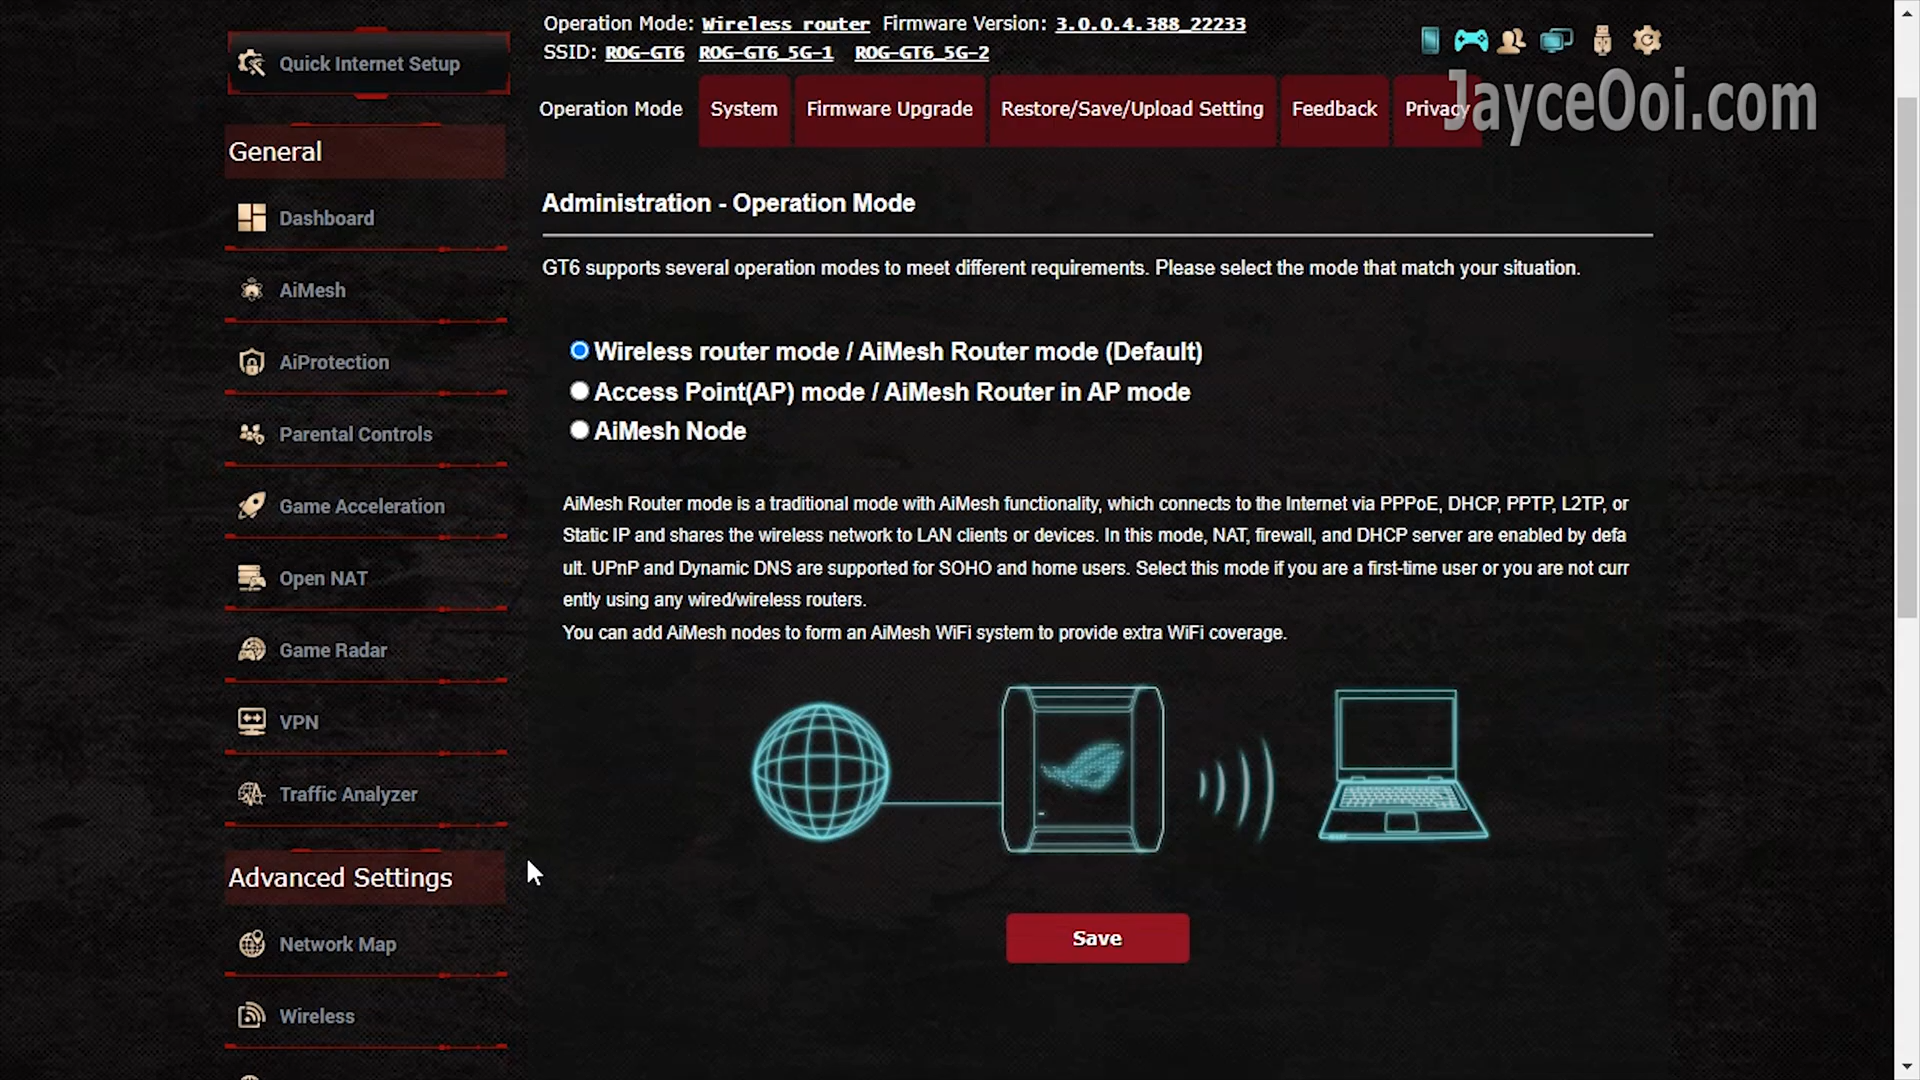 Operation Mode: Wireless router Firmware Version: 3.0.0.4.388_22233
SSID: ROG-GT6 ROG-GT6_5G-1 ROG-GT6_5G-2
JayceOoi.com
Quick Internet Setup
General
Dashboard
AiMesh
AiProtection
Parental Controls
Game Acceleration
Open NAT
Game Radar
VPN
Traffic Analyzer
Advanced Settings
Network Map
Wireless
Operation Mode System Firmware Upgrade Restore/Save/Upload Setting Feedback Privacy
Administration - Operation Mode
GT6 supports several operation modes to meet different requirements. Please select the mode that match your situation.
Wireless router mode / AiMesh Router mode (Default)
Access Point(AP) mode / AiMesh Router in AP mode
AiMesh Node
AiMesh Router mode is a traditional mode with AiMesh functionality, which connects to the Internet via PPPoE, DHCP, PPTP, L2TP, or
Static IP and shares the wireless network to LAN clients or devices. In this mode, NAT, firewall, and DHCP server are enabled by defa
ult. UPnP and Dynamic DNS are supported for SOHO and home users. Select this mode if you are a first-time user or you are not curr
ently using any wired/wireless routers.
You can add AiMesh nodes to form an AiMesh WiFi system to provide extra WiFi coverage.
Save